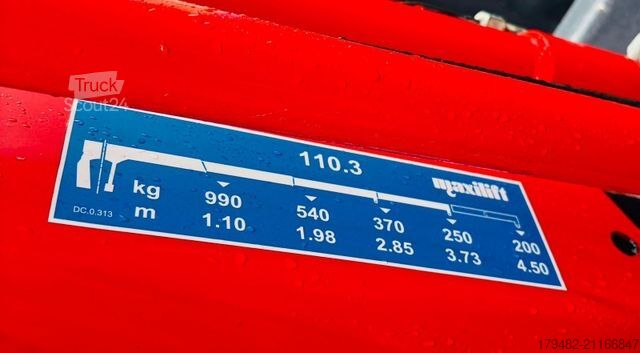 Truck
Scout24
110.3
maxilift
kg 990 540 370 250 200
m 1.10 1.98 2.85 3.73 4.50
DC.0.313
173482-21166847